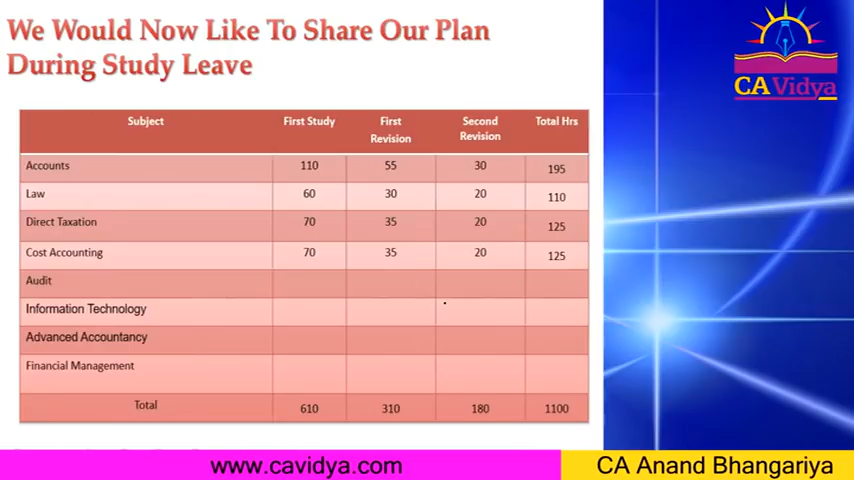 We Would Now Like To Share Our Plan
During Study Leave
CA Vidya
Subject First Study First Revision Second Revision Total Hrs
Accounts 110 55 30 195
Law 60 30 20 110
Direct Taxation 70 35 20 125
Cost Accounting 70 35 20 125
Audit
Information Technology
Advanced Accountancy
Financial Management
Total 610 310 180 1100
www.cavidya.com
CA Anand Bhangariya